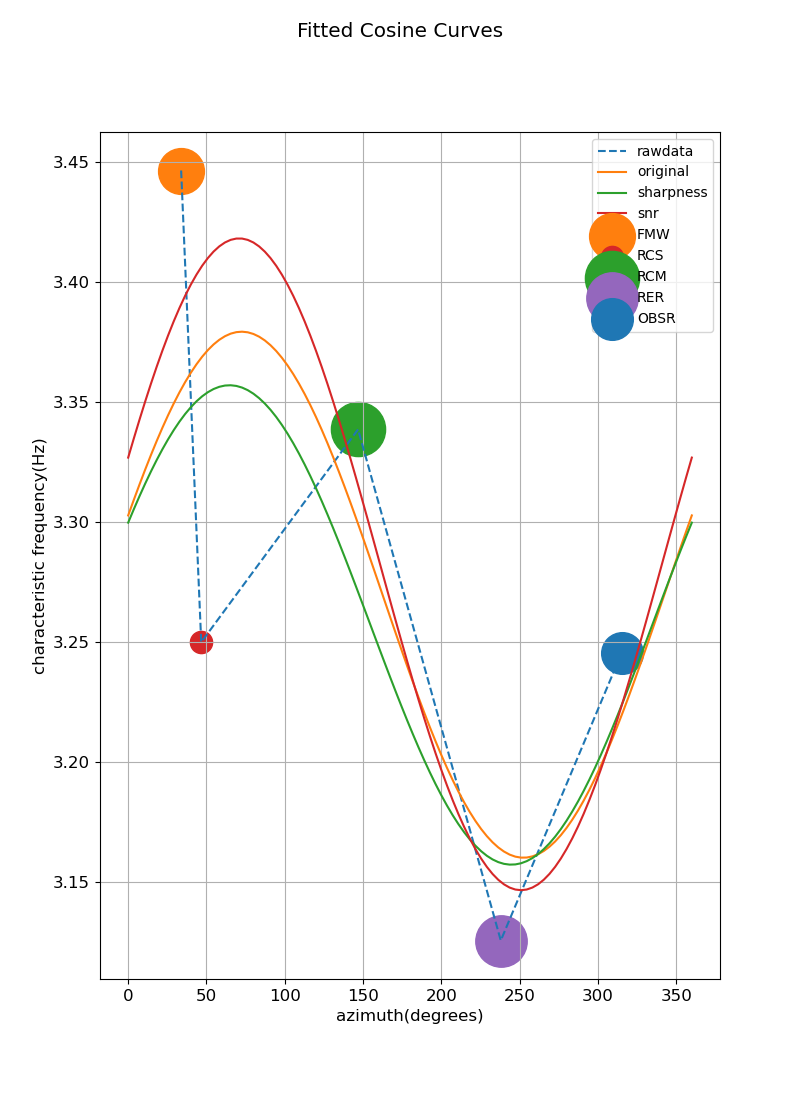 Fitted Cosine Curves
3.45
3.40
3.35
3.30
3.25
3.20
3.15
characteristic frequency(Hz)
rawdata
original
sharpness
snr
FMW
RCS
RCM
RER
OBSR
0 50 100 150 200 250 300 350
azimuth(degrees)